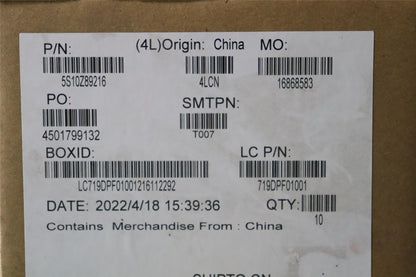 P/N: (4L)Origin: China MO:
5S10Z89216 4LCN 16868583
PO: SMTPN:
4501799132 T007
BOXID: LC P/N:
LC719DPF01001216112292 719DPF01001
DATE: 2022/4/18 15:39:36 QTY:
10
Contains Merchandise From : China